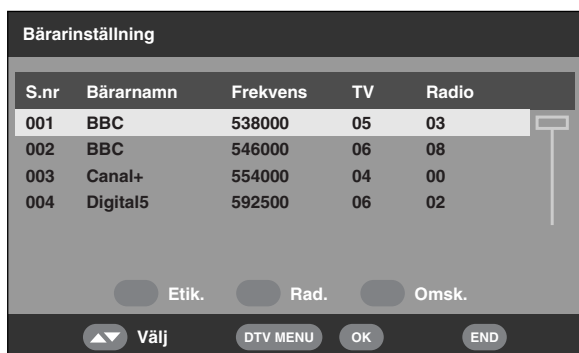 Bärarinställning
S.nr Bärarnamn Frekvens TV Radio
001 BBC 538000 05 03
002 BBC 546000 06 08
003 Canal+ 554000 04 00
004 Digital5 592500 06 02
Etik. Rad. Omsk.
Välj DTV MENU OK END